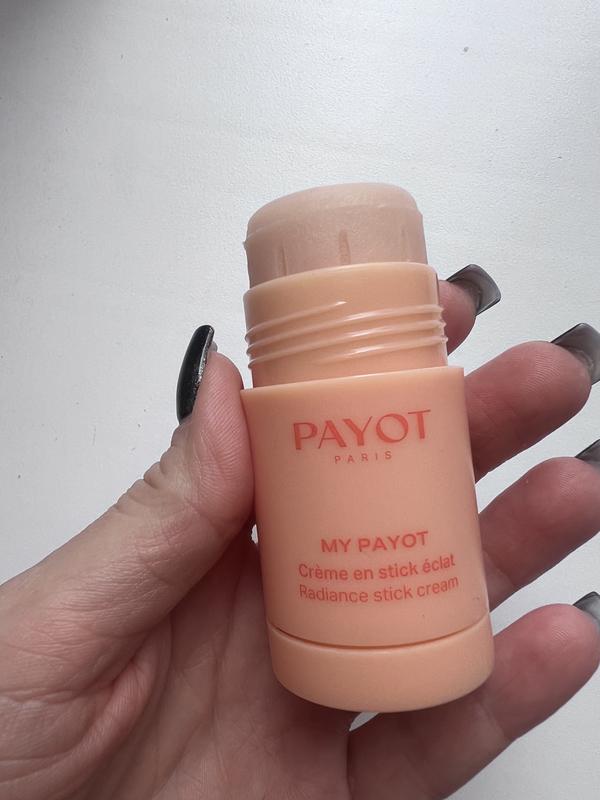 PAYOT
PARIS
MY PAYOT
Crème en stick éclat
Radiance stick cream